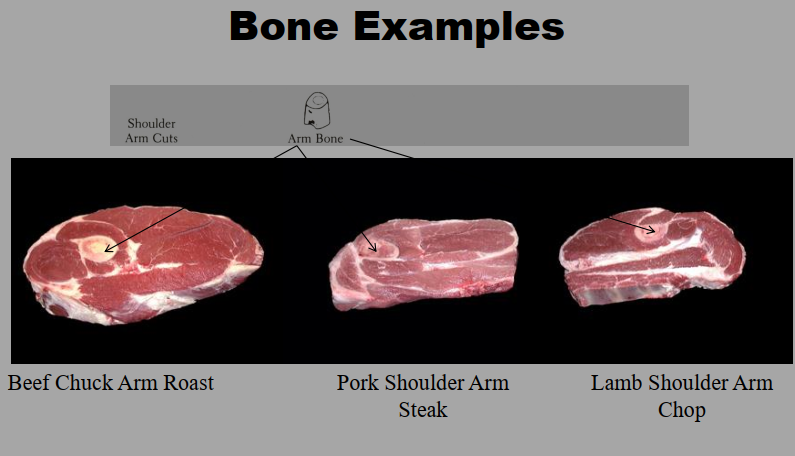 Bone Examples
Shoulder
Arm Cuts
Arm Bone
Beef Chuck Arm Roast
Pork Shoulder Arm
Steak
Lamb Shoulder Arm
Chop